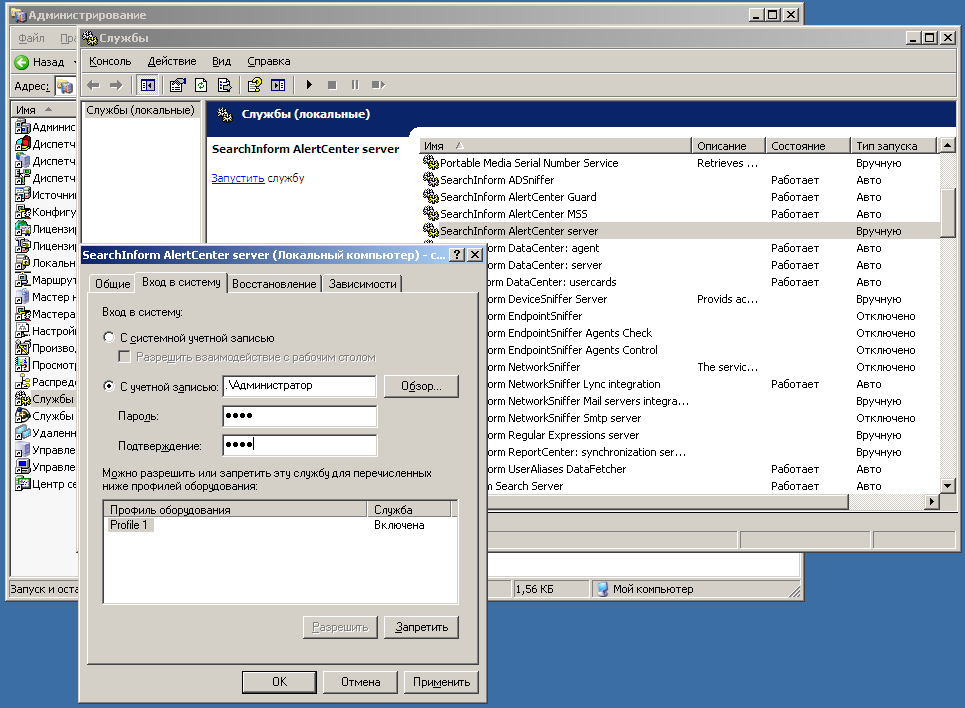 Администрирование
Файл
Службы
Консоль Действие Вид Справка
Назад
Адрес:
Службы (локальные)
Службы (локальные)
SearchInform AlertCenter server
Запустить службу
Имя Описание Состояние Тип запуска
Portable Media Serial Number Service Retrieves ... Вручную
SearchInform ADSniffer Работает Авто
SearchInform AlertCenter Guard Работает Авто
SearchInform AlertCenter MSS Работает Авто
SearchInform AlertCenter server Вручную
orm DataCenter: agent Работает Авто
orm DataCenter: server Работает Авто
orm DataCenter: usercards Работает Авто
orm DeviceSniffer Server Provids ac... Вручную
orm EndpointSniffer Отключено
orm EndpointSniffer Agents Check Отключено
orm EndpointSniffer Agents Control Отключено
orm NetworkSniffer The servic... Отключено
orm NetworkSniffer Lync integration Работает Авто
orm NetworkSniffer Mail servers integra... Вручную
orm NetworkSniffer Smtp server Отключено
orm Regular Expressions server Вручную
orm ReportCenter: synchronization ser... Вручную
orm UserAliases DataFetcher Работает Авто
m Search Server Работает Авто
Имя
Админис
Диспетч
Диспетч
Диспетч
Источни
Конфигу
Лицензи
Лицензи
Локальн
Маршрут
Мастер н
Мастера
Настрой
Произво,
Просмот
Распреде
Службы
Службы
Удаленн
Управле
Управле
Центр се
Запуск и оста
1,56 КБ
Мой компьютер
SearchInform AlertCenter server (Локальный компьютер) - с...
Общие Вход в систему Восстановление Зависимости
Вход в систему:
С системной учетной записью
Разрешить взаимодействие с рабочим столом
С учетной записью: .\Администратор Обзор...
Пароль: ●●●●
Подтверждение: ●●●●
Можно разрешить или запретить эту службу для перечисленных
ниже профилей оборудования:
Профиль оборудования Служба
Profile 1 Включена
Разрешить Запретить
ОК Отмена Применить